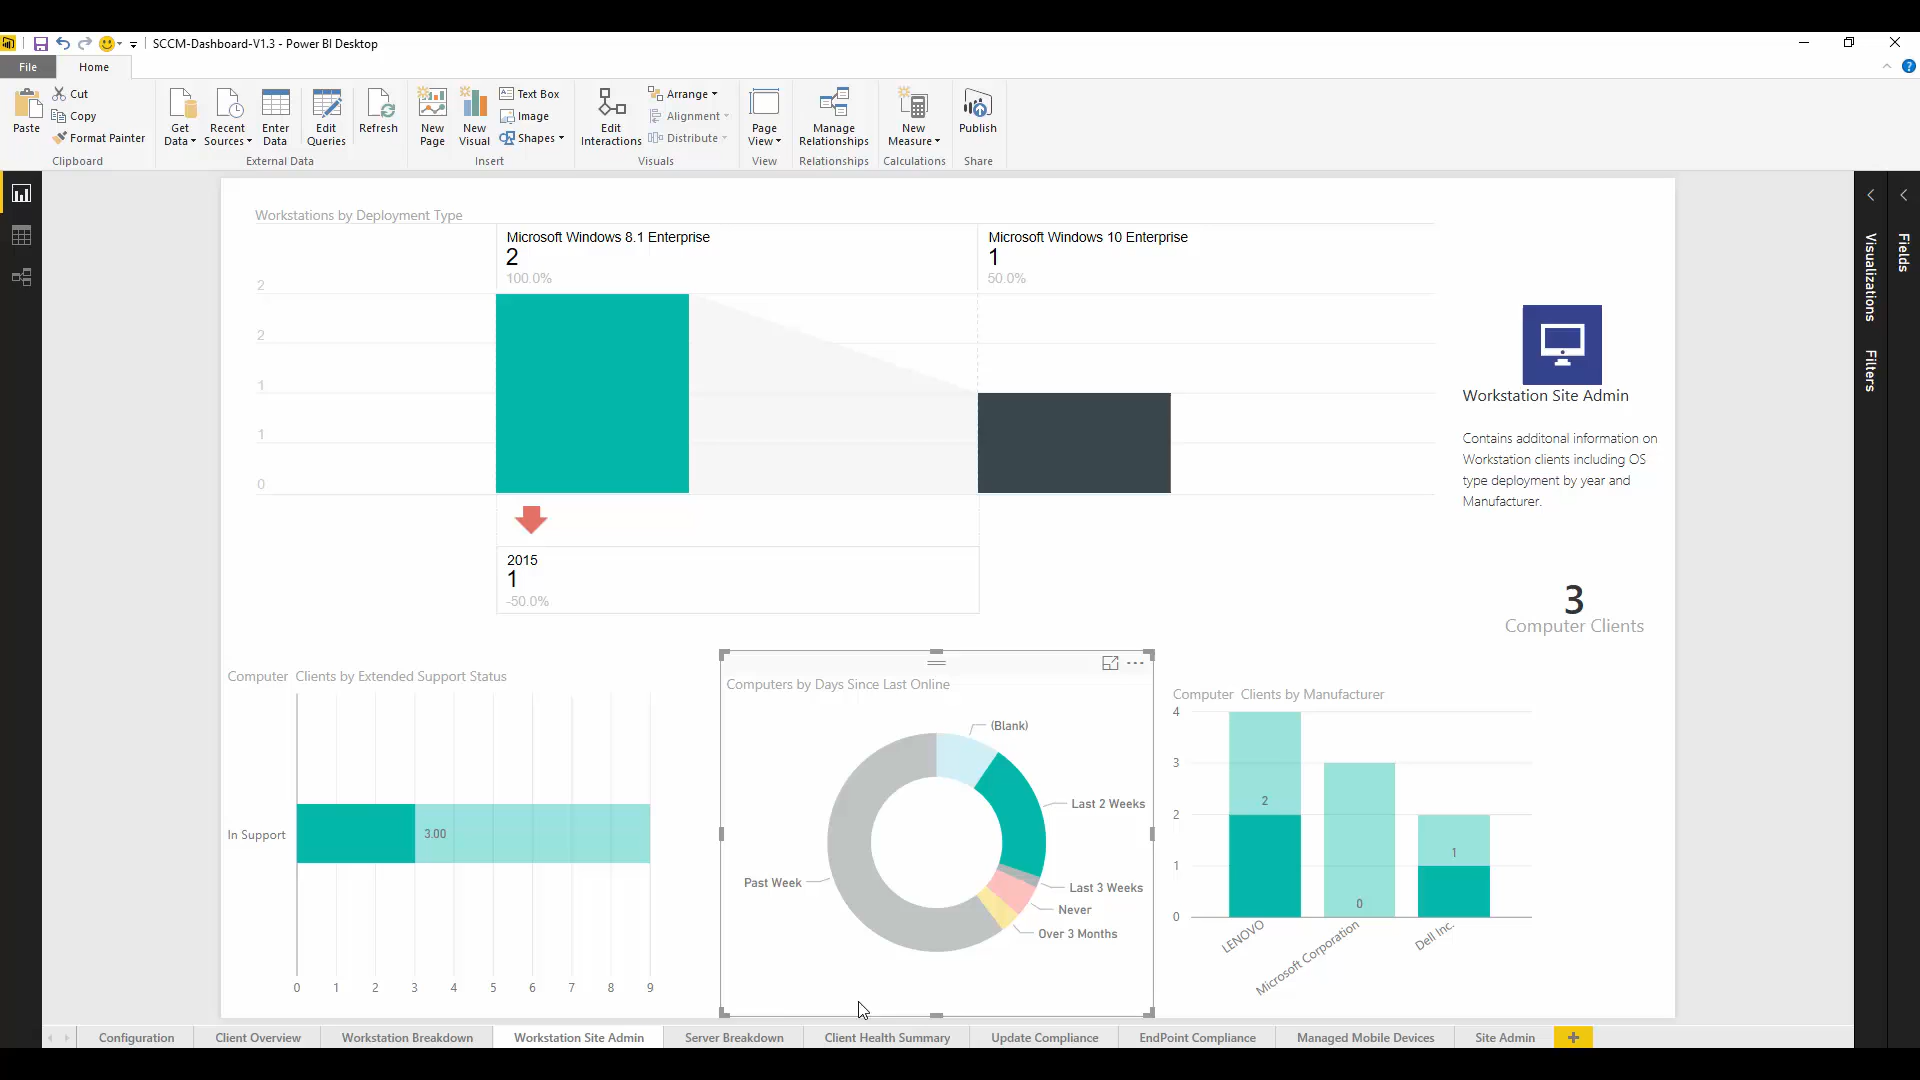 SCCM-Dashboard-V1.3 - Power BI Desktop
File
Home
Paste
Cut
Copy
Format Painter
Clipboard
Get Data
Recent Sources
Enter Data
Edit Queries
Refresh
External Data
New Page
New Visual
Text Box
Image
Shapes
Insert
Edit Interactions
Arrange
Alignment
Distribute
Visuals
Page View
View
Manage Relationships
Relationships
New Measure
Calculations
Publish
Share
Visualizations
Filters
Fields
Workstations by Deployment Type
Microsoft Windows 8.1 Enterprise
2
100.0%
Microsoft Windows 10 Enterprise
1
50.0%
2
2
1
1
0
2015
1
-50.0%
Workstation Site Admin
Contains additonal information on
Workstation clients including OS
type deployment by year and
Manufacturer.
3
Computer Clients
Computer Clients by Extended Support Status
In Support
3.00
0 1 2 3 4 5 6 7 8 9
Computers by Days Since Last Online
(Blank)
Last 2 Weeks
Last 3 Weeks
Never
Over 3 Months
Past Week
Computer Clients by Manufacturer
4
3
2
1
0
2
0
1
LENOVO
Microsoft Corporation
Dell Inc.
Configuration
Client Overview
Workstation Breakdown
Workstation Site Admin
Server Breakdown
Client Health Summary
Update Compliance
EndPoint Compliance
Managed Mobile Devices
Site Admin